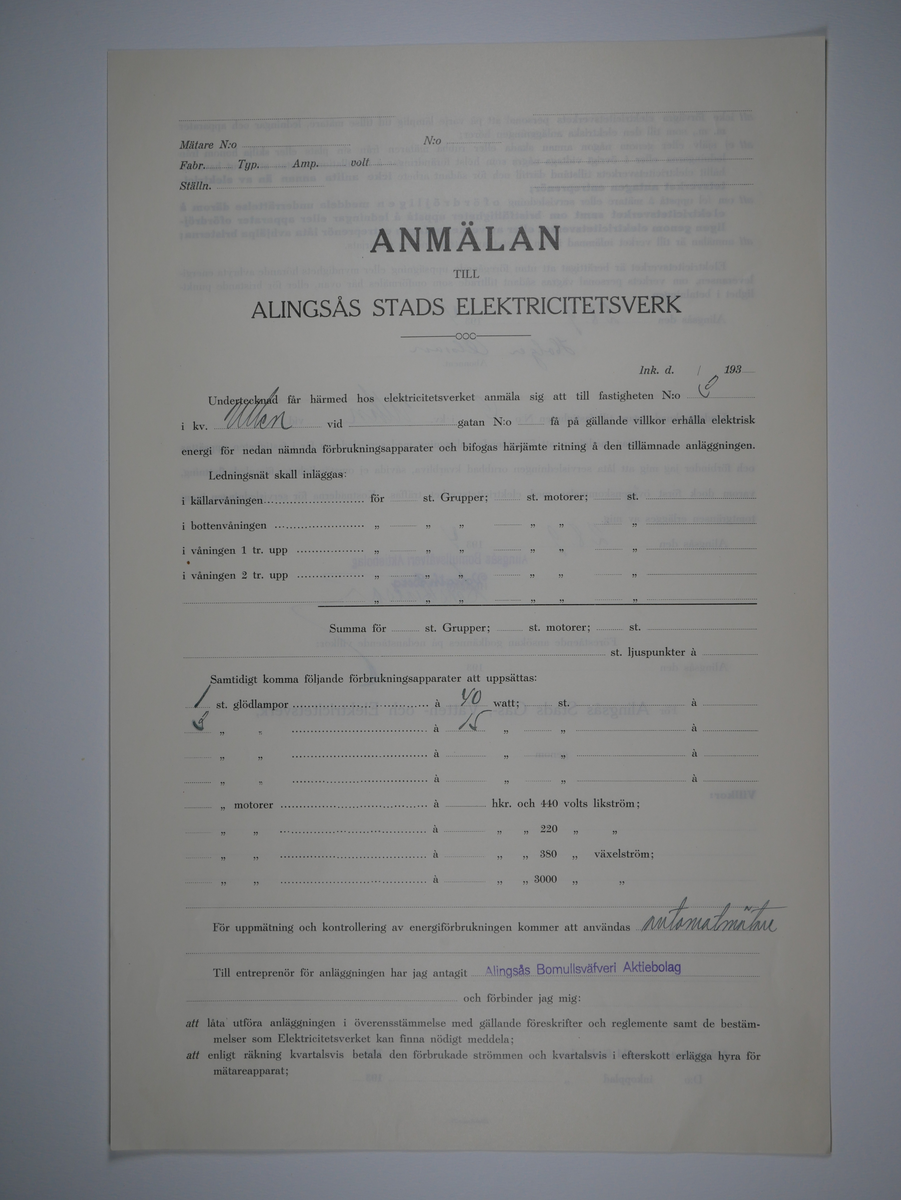 Mätare N:o N:o
Fabr. Typ. Amp. volt
Ställn.
ANMÄLAN
TILL
ALINGSÅS STADS ELEKTRICITETSVERK
Ink. d. / 193
Undertecknad får härmed hos elektricitetsverket anmäla sig att till fastigheten N:o
i kv. Ullen vid gatan N:o få på gällande villkor erhålla elektrisk
energi för nedan nämnda förbrukningsapparater och bifogas härjämte ritning å den tillämnade anläggningen.
Ledningsnät skall inläggas:
i källarvåningen för st. Grupper; st. motorer; st.
i bottenvåningen „ „ „ „ „ „
i våningen 1 tr. upp „ „ „ „ „ „
i våningen 2 tr. upp „ „ „ „ „ „
„ „ „ „ „ „
Summa för st. Grupper; st. motorer; st.
st. ljuspunkter à
Samtidigt komma följande förbrukningsapparater att uppsättas:
1 st. glödlampor à 40 watt; st. à
3 „ „ à 15 „ „ à
„ „ à „ „ à
„ „ à „ „ à
„ motorer à hkr. och 440 volts likström;
„ „ à „ „ 220 „ „
„ „ à „ „ 380 „ växelström;
„ „ à „ „ 3000 „ „
För uppmätning och kontrollering av energiförbrukningen kommer att användas automatmätare
Till entreprenör för anläggningen har jag antagit Alingsås Bomullsväfveri Aktiebolag
och förbinder jag mig:
att låta utföra anläggningen i överensstämmelse med gällande föreskrifter och reglemente samt de bestäm-
melser som Elektricitetsverket kan finna nödigt meddela;
att enligt räkning kvartalsvis betala den förbrukade strömmen och kvartalsvis i efterskott erlägga hyra för
mätareapparat;